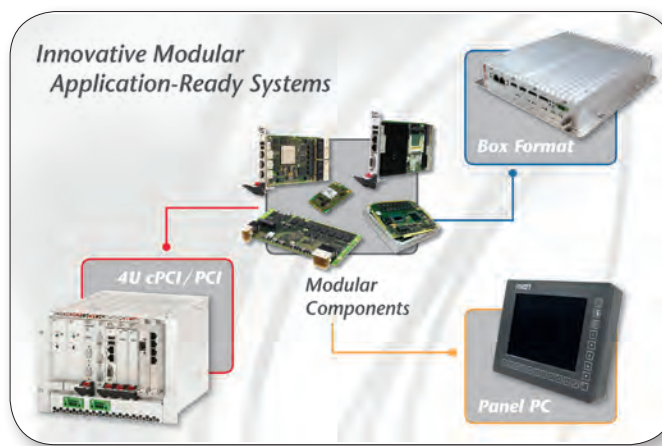 Innovative Modular
Application-Ready Systems
Box Format
4U cPCI/PCI
Modular
Components
Panel PC